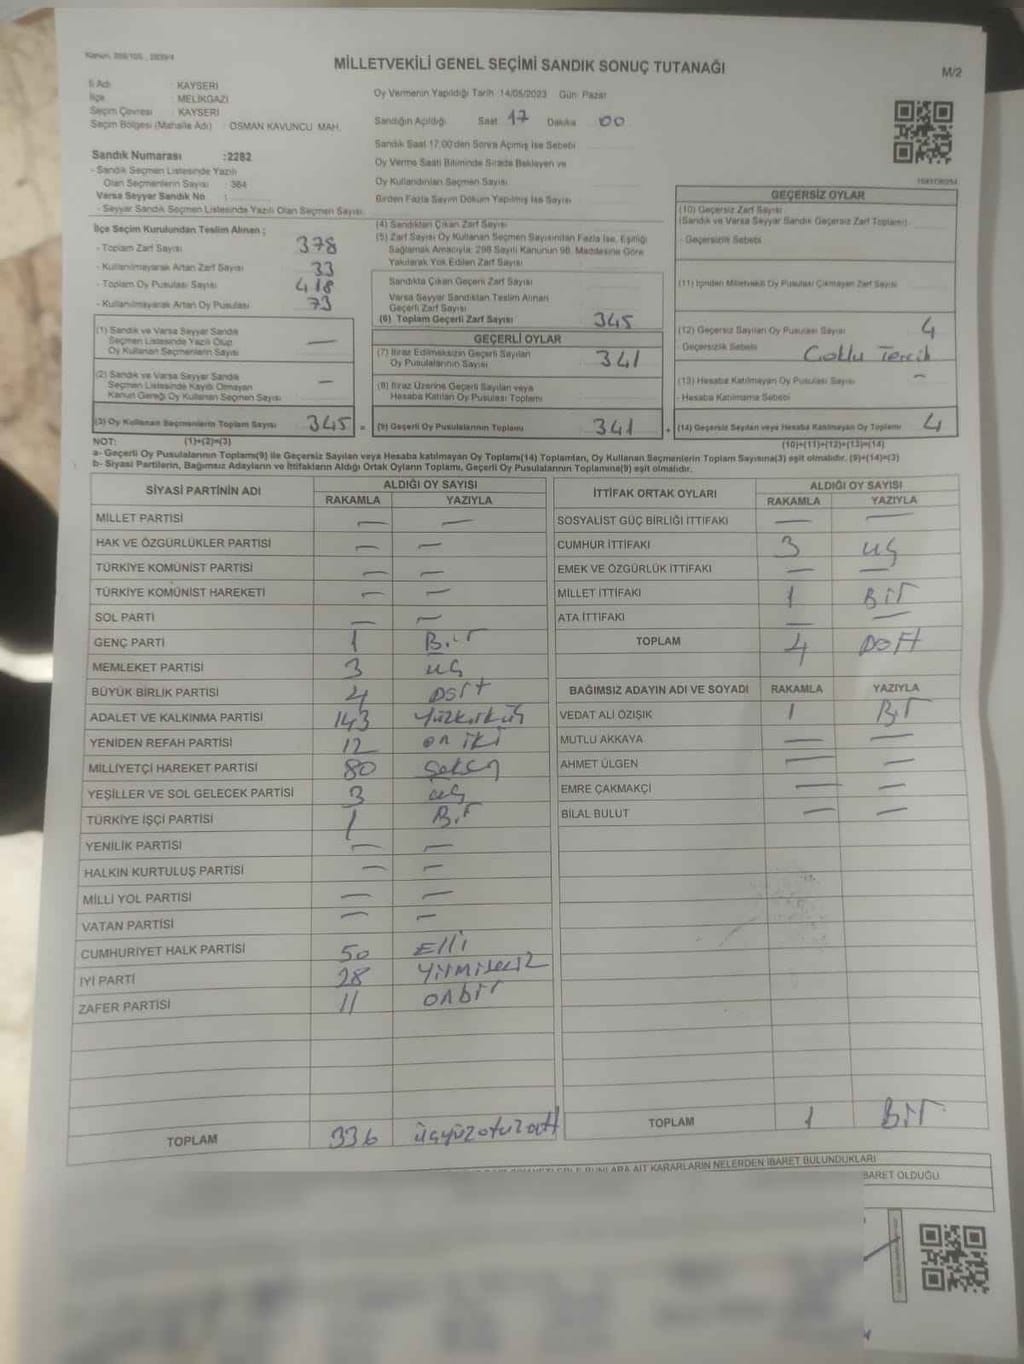 MİLLETVEKİLİ GENEL SEÇİMİ SANDIK SONUÇ TUTANAĞI
M/2
İl Adı : KAYSERİ
İlçe : MELİKGAZİ
Seçim Çevresi : KAYSERİ
Seçim Bölgesi (Mahalle Adı) : OSMAN KAVUNCU MAH.
Oy Vermenin Yapıldığı Tarih :14/05/2023 Gün: Pazar
Sandığın Açıldığı Saat 17 Dakika 00
Sandık Saat 17.00'den Sonra Açılmış İse Sebebi
Oy Verme Saati Bitiminde Sırada Bekleyen ve
Oy Kullandırılan Seçmen Sayısı
Birden Fazla Sayım Döküm Yapılmış İse Sayısı
Sandık Numarası :2282
- Sandık Seçmen Listesinde Yazılı
Olan Seçmenlerin Sayısı : 364
Varsa Seyyar Sandık No :
- Seyyar Sandık Seçmen Listesinde Yazılı Olan Seçmen Sayısı
İlçe Seçim Kurulundan Teslim Alınan ;
- Toplam Zarf Sayısı 378
- Kullanılmayarak Artan Zarf Sayısı 33
- Toplam Oy Pusulası Sayısı 418
- Kullanılmayarak Artan Oy Pusulası 73
(1) Sandık ve Varsa Seyyar Sandık
Seçmen Listesinde Yazılı Olup
Oy Kullanan Seçmenlerin Sayısı —
(2) Sandık ve Varsa Seyyar Sandık
Seçmen Listesinde Kayıtlı Olmayan
Kanun Gereği Oy Kullanan Seçmen Sayısı —
(3) Oy Kullanan Seçmenlerin Toplam Sayısı 345 =
(4) Sandıktan Çıkan Zarf Sayısı
(5) Zarf Sayısı Oy Kullanan Seçmen Sayısından Fazla İse, Eşitliği
Sağlamak Amacıyla; 298 Sayılı Kanunun 98. Maddesine Göre
Yakılarak Yok Edilen Zarf Sayısı
Sandıkta Çıkan Geçerli Zarf Sayısı
Varsa Seyyar Sandıktan Teslim Alınan
Geçerli Zarf Sayısı
(6) Toplam Geçerli Zarf Sayısı 345
GEÇERLİ OYLAR
(7) İtiraz Edilmeksizin Geçerli Sayılan
Oy Pusulalarının Sayısı 341
(8) İtiraz Üzerine Geçerli Sayılan veya
Hesaba Katılan Oy Pusulası Toplamı
(9) Geçerli Oy Pusulalarının Toplamı 341 +
GEÇERSİZ OYLAR
(10) Geçersiz Zarf Sayısı
(Sandık ve Varsa Seyyar Sandık Geçersiz Zarf Toplamı)
- Geçersizlik Sebebi
(11) İçinden Milletvekili Oy Pusulası Çıkmayan Zarf Sayısı
(12) Geçersiz Sayılan Oy Pusulası Sayısı 4
- Geçersizlik Sebebi Çoklu Tercih
(13) Hesaba Katılmayan Oy Pusulası Sayısı —
- Hesaba Katılmama Sebebi
(14) Geçersiz Sayılan veya Hesaba Katılmayan Oy Toplamı 4
NOT: (1)+(2)=(3) (10)+(11)+(12)+(13)=(14)
a- Geçerli Oy Pusulalarının Toplamı(9) ile Geçersiz Sayılan veya Hesaba katılmayan Oy Toplamı(14) Toplamları, Oy Kullanan Seçmenlerin Toplam Sayısına(3) eşit olmalıdır. (9)+(14)=(3)
b- Siyasi Partilerin, Bağımsız Adayların ve İttifakların Aldığı Ortak Oyların Toplamı, Geçerli Oy Pusulalarının Toplamına(9) eşit olmalıdır.
SİYASİ PARTİNİN ADI ALDIĞI OY SAYISI
RAKAMLA YAZIYLA
MİLLET PARTİSİ — —
HAK VE ÖZGÜRLÜKLER PARTİSİ — —
TÜRKİYE KOMÜNİST PARTİSİ — —
TÜRKİYE KOMÜNİST HAREKETİ — —
SOL PARTİ — —
GENÇ PARTİ 1 Bir
MEMLEKET PARTİSİ 3 üç
BÜYÜK BİRLİK PARTİSİ 4 Dört
ADALET VE KALKINMA PARTİSİ 143 Yüzkırküç
YENİDEN REFAH PARTİSİ 12 on iki
MİLLİYETÇİ HAREKET PARTİSİ 80 Seksen
YEŞİLLER VE SOL GELECEK PARTİSİ 3 üç
TÜRKİYE İŞÇİ PARTİSİ 1 Bir
YENİLİK PARTİSİ — —
HALKIN KURTULUŞ PARTİSİ — —
MİLLİ YOL PARTİSİ — —
VATAN PARTİSİ — —
CUMHURİYET HALK PARTİSİ 50 Elli
İYİ PARTİ 28 Yirmisekiz
ZAFER PARTİSİ 11 onbir
TOPLAM 336 üçyüzotuzaltı
İTTİFAK ORTAK OYLARI ALDIĞI OY SAYISI
RAKAMLA YAZIYLA
SOSYALİST GÜÇ BİRLİĞİ İTTİFAKI — —
CUMHUR İTTİFAKI 3 üç
EMEK VE ÖZGÜRLÜK İTTİFAKI — —
MİLLET İTTİFAKI 1 Bir
ATA İTTİFAKI — —
TOPLAM 4 Dört
BAĞIMSIZ ADAYIN ADI VE SOYADI RAKAMLA YAZIYLA
VEDAT ALİ ÖZIŞIK 1 Bir
MUTLU AKKAYA — —
AHMET ÜLGEN — —
EMRE ÇAKMAKÇİ — —
BİLAL BULUT — —
TOPLAM 1 Bir
BUNLARA AİT KARARLARIN NELERDEN İBARET BULUNDUKLARI
BARET OLDUĞU